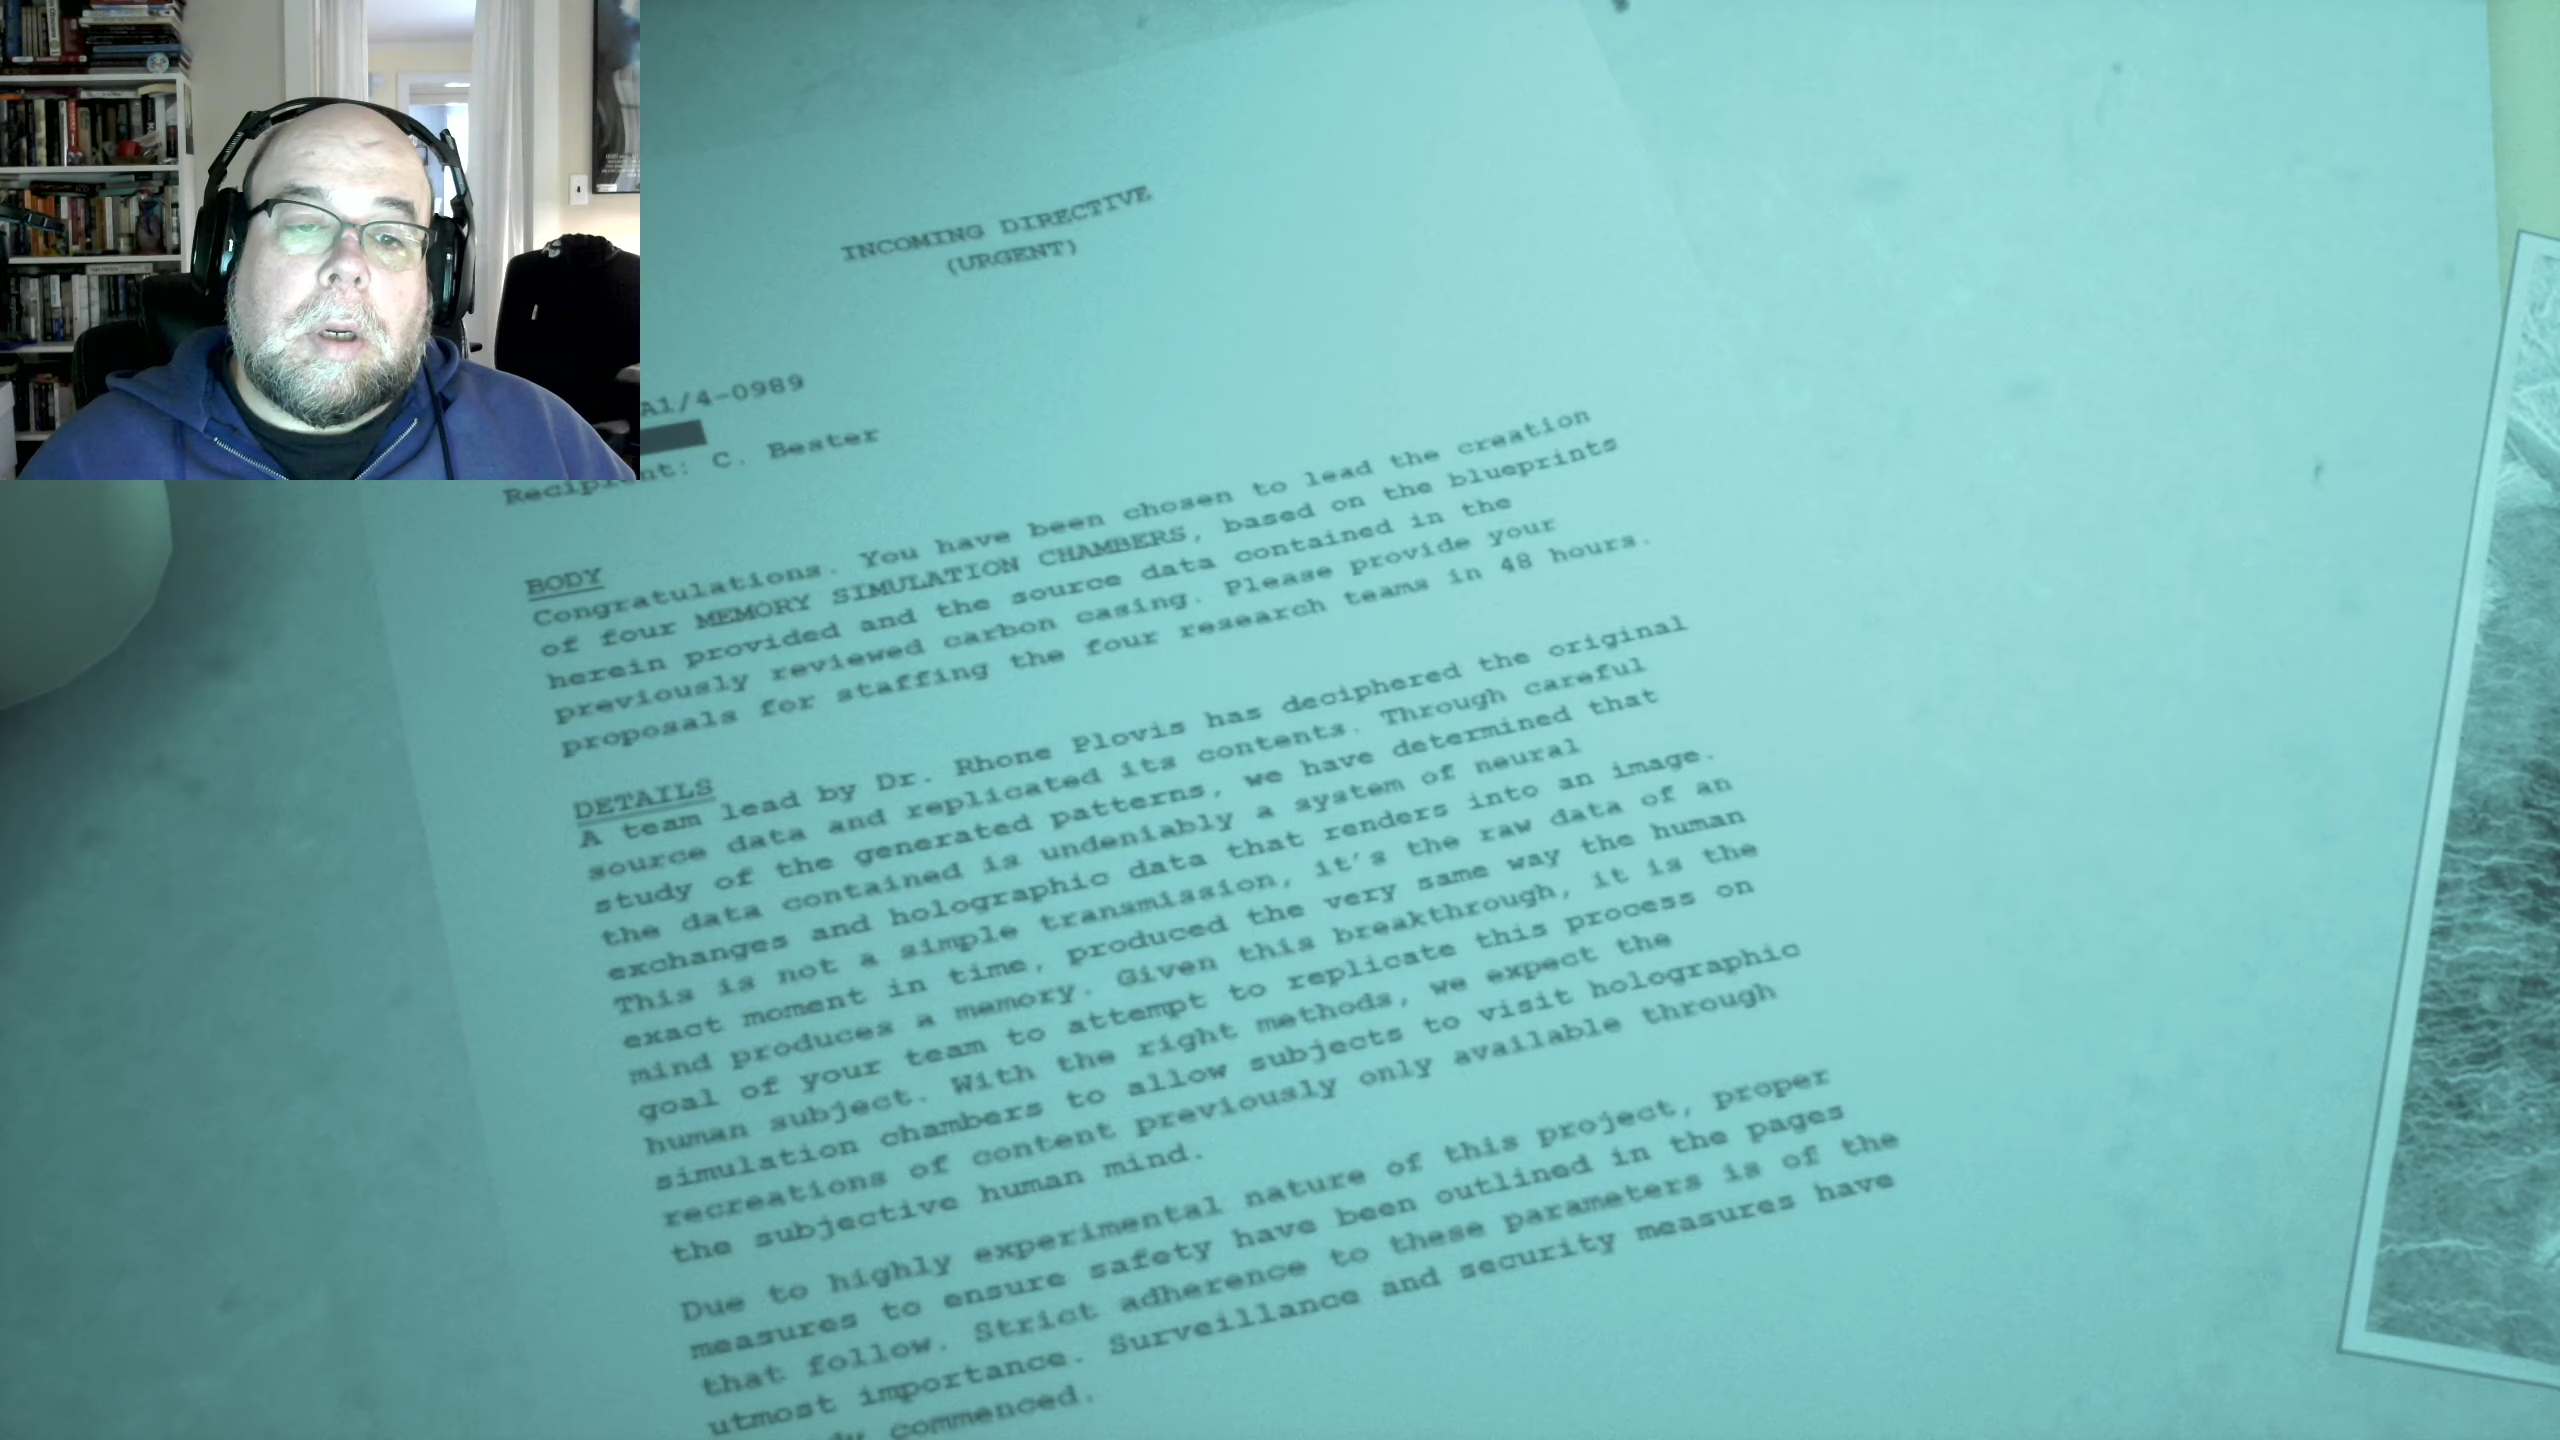 INCOMING DIRECTIVE
(URGENT)
A1/4-0989
Recipient: C. Bester
BODY
Congratulations. You have been chosen to lead the creation
of four MEMORY SIMULATION CHAMBERS, based on the blueprints
herein provided and the source data contained in the
previously reviewed carbon casing. Please provide your
proposals for staffing the four research teams in 48 hours.
DETAILS
A team lead by Dr. Rhone Plovis has deciphered the original
source data and replicated its contents. Through careful
study of the generated patterns, we have determined that
the data contained is undeniably a system of neural
exchanges and holographic data that renders into an image.
This is not a simple transmission, it's the raw data of an
exact moment in time, produced the very same way the human
mind produces a memory. Given this breakthrough, it is the
goal of your team to attempt to replicate this process on
human subject. With the right methods, we expect the
simulation chambers to allow subjects to visit holographic
recreations of content previously only available through
the subjective human mind.
Due to highly experimental nature of this project, proper
measures to ensure safety have been outlined in the pages
that follow. Strict adherence to these parameters is of the
utmost importance. Surveillance and security measures have
commenced.